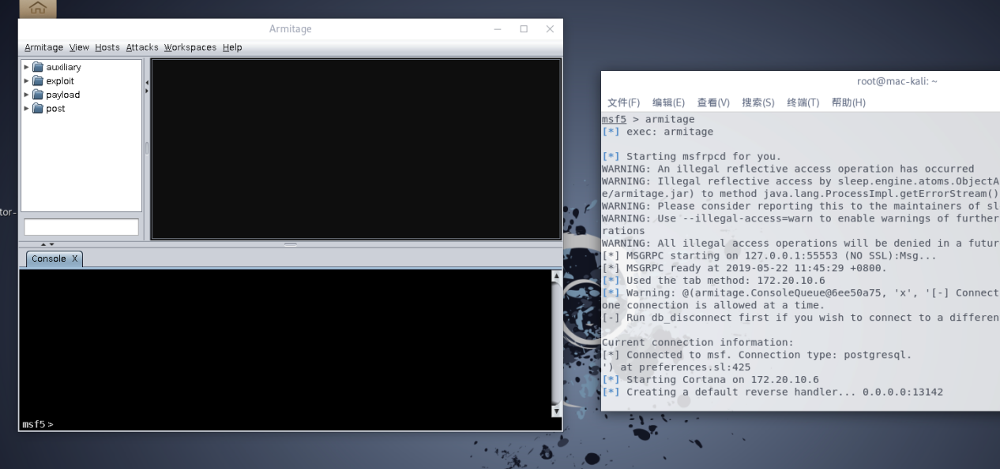 Armitage
Armitage View Hosts Attacks Workspaces Help
auxiliary
exploit
payload
post
tor-
Console X
msf5 >
root@mac-kali: ~
文件(F) 编辑(E) 查看(V) 搜索(S) 终端(T) 帮助(H)
msf5 > armitage
[*] exec: armitage
[*] Starting msfrpcd for you.
WARNING: An illegal reflective access operation has occurred
WARNING: Illegal reflective access by sleep.engine.atoms.ObjectA
e/armitage.jar) to method java.lang.ProcessImpl.getErrorStream()
WARNING: Please consider reporting this to the maintainers of sl
WARNING: Use --illegal-access=warn to enable warnings of further
rations
WARNING: All illegal access operations will be denied in a futur
[*] MSGRPC starting on 127.0.0.1:55553 (NO SSL):Msg...
[*] MSGRPC ready at 2019-05-22 11:45:29 +0800.
[*] Used the tab method: 172.20.10.6
[*] Warning: @(armitage.ConsoleQueue@6ee50a75, 'x', '[-] Connect
one connection is allowed at a time.
[-] Run db_disconnect first if you wish to connect to a differen
Current connection information:
[*] Connected to msf. Connection type: postgresql.
') at preferences.sl:425
[*] Starting Cortana on 172.20.10.6
[*] Creating a default reverse handler... 0.0.0.0:13142